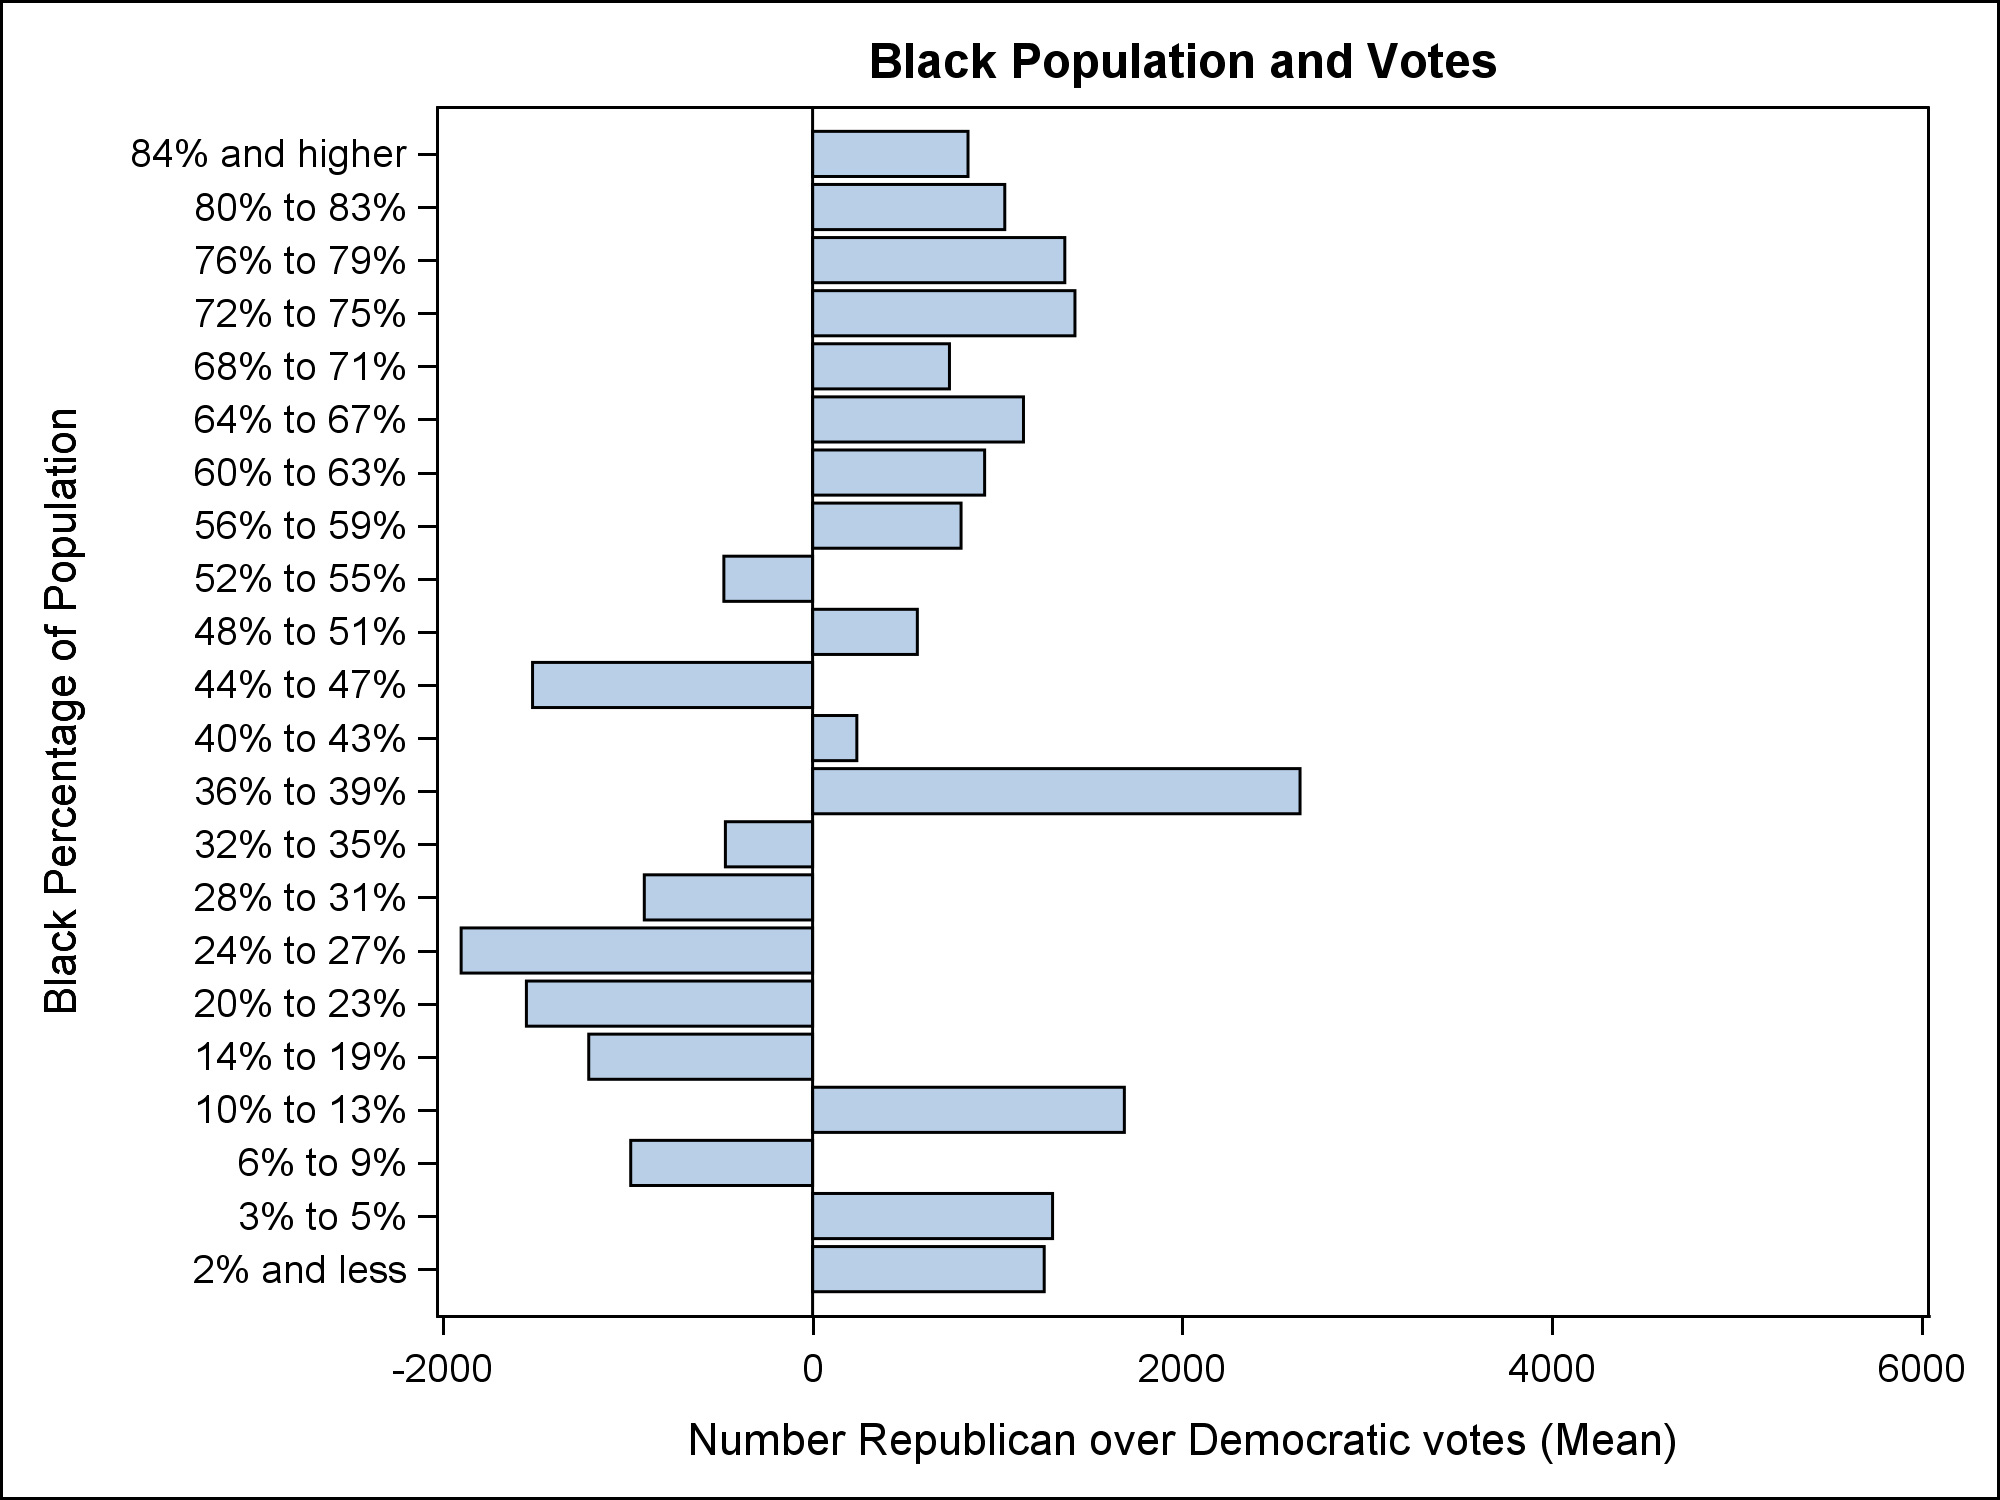 Black Population and Votes
Black Percentage of Population
84% and higher
80% to 83%
76% to 79%
72% to 75%
68% to 71%
64% to 67%
60% to 63%
56% to 59%
52% to 55%
48% to 51%
44% to 47%
40% to 43%
36% to 39%
32% to 35%
28% to 31%
24% to 27%
20% to 23%
14% to 19%
10% to 13%
6% to 9%
3% to 5%
2% and less
-2000 0 2000 4000 6000
Number Republican over Democratic votes (Mean)